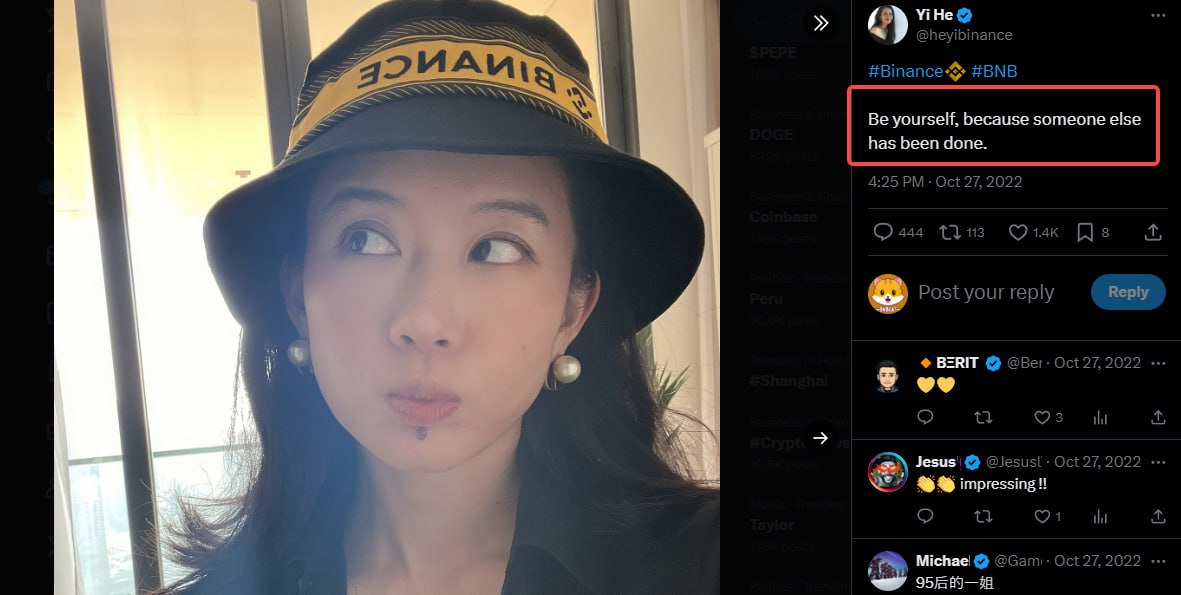 BINANCE
$PEPE
DOGE
Coinbase
Peru
#Shanghai
Taylor
Yi He
@heyibinance
#Binance #BNB
Be yourself, because someone else
has been done.
4:25 PM · Oct 27, 2022
444
113
1.4K
8
Post your reply
Reply
BΞRIT @Ber · Oct 27, 2022
3
Jesus @Jesus · Oct 27, 2022
impressing !!
1
Michael @Gam · Oct 27, 2022
95后的一姐